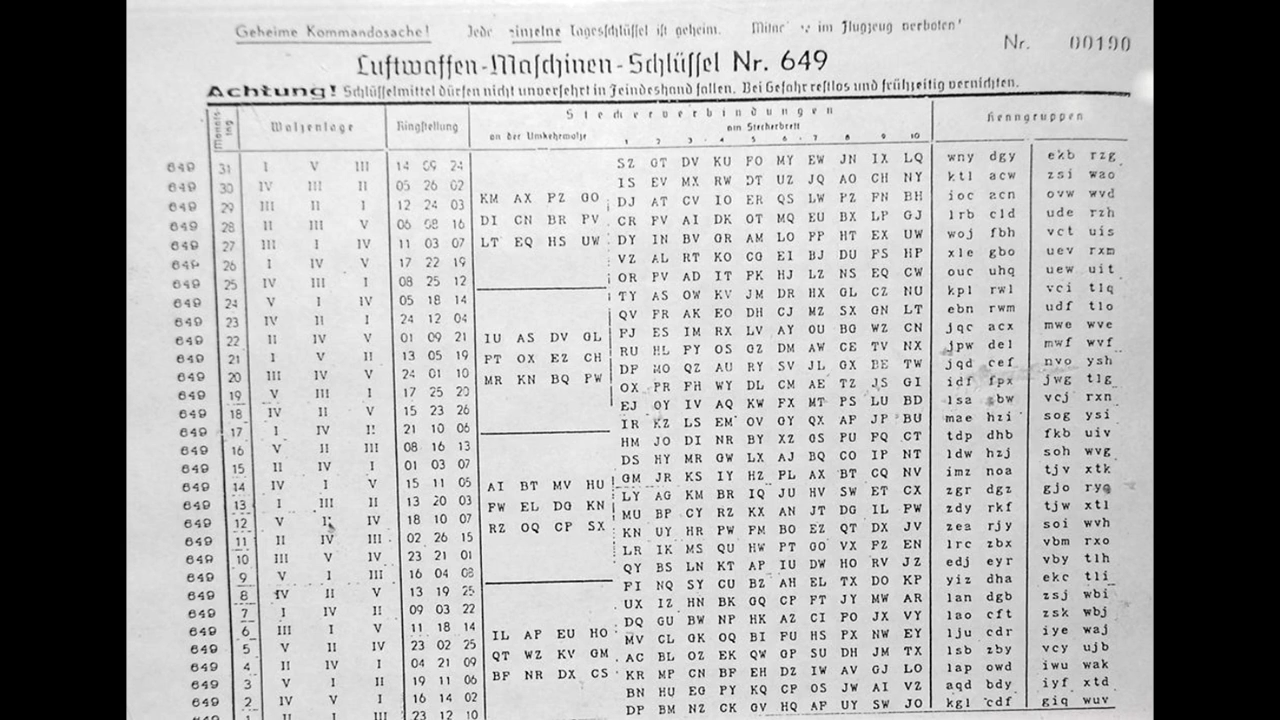 Geheime Kommandosache! Jede einzelne Tagesschlüssel ist geheim. im Flugzeug verboten!
Nr. 00190
Luftwaffen-Maschinen-Schlüssel Nr. 649
Achtung! Schlüsselmittel dürfen nicht unversehrt in Feindeshand fallen. Bei Gefahr restlos und frühzeitig vernichten.
Walzenlage Ringstellung Steckerverbindungen Kenngruppen
an der Umkehrwalze am Steckerbrett
1 2 3 4 5 6 7 8 9 10
649 31 I V III 14 09 24 SZ GT DV KU FO MY EW JN IX LQ wny dgy ekb rzg
649 30 IV III II 05 26 02 IS EV MX RW DT UZ JQ AO CH NY ktl acw zsi wao
649 29 III II I 12 24 03 KM AX PZ GO DJ AT CV IO ER QS LW PZ FN BH ioc acn ovw wvd
649 28 II III V 06 08 16 DI CN BR PV CR FV AI DK OT MQ EU BX LP GJ lrb cld ude rzh
649 27 III I IV 11 03 07 LT EQ HS UW DY IN BV GR AM LO PP HT EX UW woj fbh vct uis
649 26 I IV V 17 22 19 VZ AL RT KO CG EI BJ DU FS HP xle gbo uev rxm
649 25 IV III I 08 25 12 OR PV AD IT PK HJ LZ NS EQ CW ouc uhq uew uit
649 24 V I IV 05 18 14 TY AS OW KV JM DR HX GL CZ NU kpl rwl vci tlq
649 23 IV II I 24 12 04 QV FR AK EO DH CJ MZ SX GN LT ebn rwm udf tlo
649 22 II IV V 01 09 21 IU AS DV GL FJ ES IM RX LV AY OU BG WZ CN jqc acx mwe wve
649 21 I V II 13 05 19 PT OX EZ CH RU HL PY OS GZ DM AW CE TV NX jpw del mwf wvf
649 20 III IV V 24 01 10 MR KN BQ PW DF MO QZ AU RY SV JL GX BE TW jqd cef nvo ysh
649 19 V III I 17 25 20 OX PR FH WY DL CM AE TZ JS GI idf fpx jwg tlg
649 18 IV II V 15 23 26 EJ OY IV AQ KW FX MT PS LU BD lsa gbw vcj rxn
649 17 I IV II 21 10 06 IR KZ LS EM OV GY QX AF JP BU mae hzi sog ysi
649 16 V II III 08 16 13 HM JO DI NR BY XZ GS PU FQ CT tdp dhb fkb uiv
649 15 II IV I 01 03 07 DS HY MR GW LX AJ BQ CO IP NT ldw hzj soh wvg
649 14 IV I V 15 11 05 AI BT MV HU GM JR KS IY HZ PL AX BT CQ NV imz noa tjv xtk
649 13 I III II 13 20 03 FW EL DG KN LY AG KM BR IQ JU HV SW ET CX zgr dgz gjo ryq
649 12 V II IV 18 10 07 RZ OQ CP SX MU BP CY RZ KX AN JT DG IL PW zdy rkf tjw xtl
649 11 II IV III 02 26 15 KN UY HR PW FM BO EZ QT DX JV zea rjy soi wvh
649 10 III V IV 23 21 01 LR IK MS QU HW PT GO VX FZ EN lrc zbx vbm rxo
649 9 V I III 16 04 08 QY BS LN KT AP IU DW HO RV JZ edj eyr vby tlh
649 8 IV II V 13 19 25 FI NQ SY CU BZ AH EL TX DO KP yiz dha ekc tli
649 7 I IV II 09 03 22 UX IZ HN BK GQ CP FT JY MW AR lan dgb zsj wbi
649 6 III I V 11 18 14 IL AP EU HO DQ GU BW NP HK AZ CI FO JX VY lao cft zsk wbj
649 5 V II IV 23 02 25 QT WZ KV GM MV CL GK OQ BI FU HS PX NW EY lju cdr iye waj
649 4 II IV I 04 21 09 BF NR DX CS AC BL OZ EK QW GP SU DH JM TX lsb zby vcy ujb
649 3 V I III 19 11 06 KR MP CN BF EH DZ IW AV GJ LO lap owd iwu wak
649 2 IV V I 16 14 02 BN HU EG PY KQ CP OS JW AI VZ aqd bdy iyf xtd
649 1 II I III 23 12 10 DP BM NZ CK GV HQ AF UY SW JO kgl cdf giq wuv